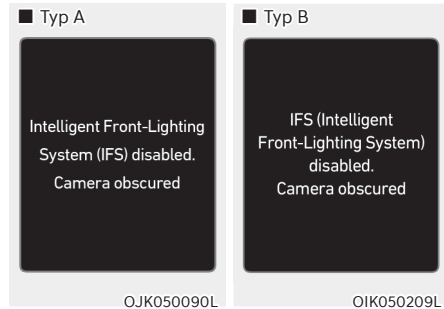 ■ Typ A
Intelligent Front-Lighting
System (IFS) disabled.
Camera obscured
OJK050090L
■ Typ B
IFS (Intelligent
Front-Lighting System)
disabled.
Camera obscured
OIK050209L